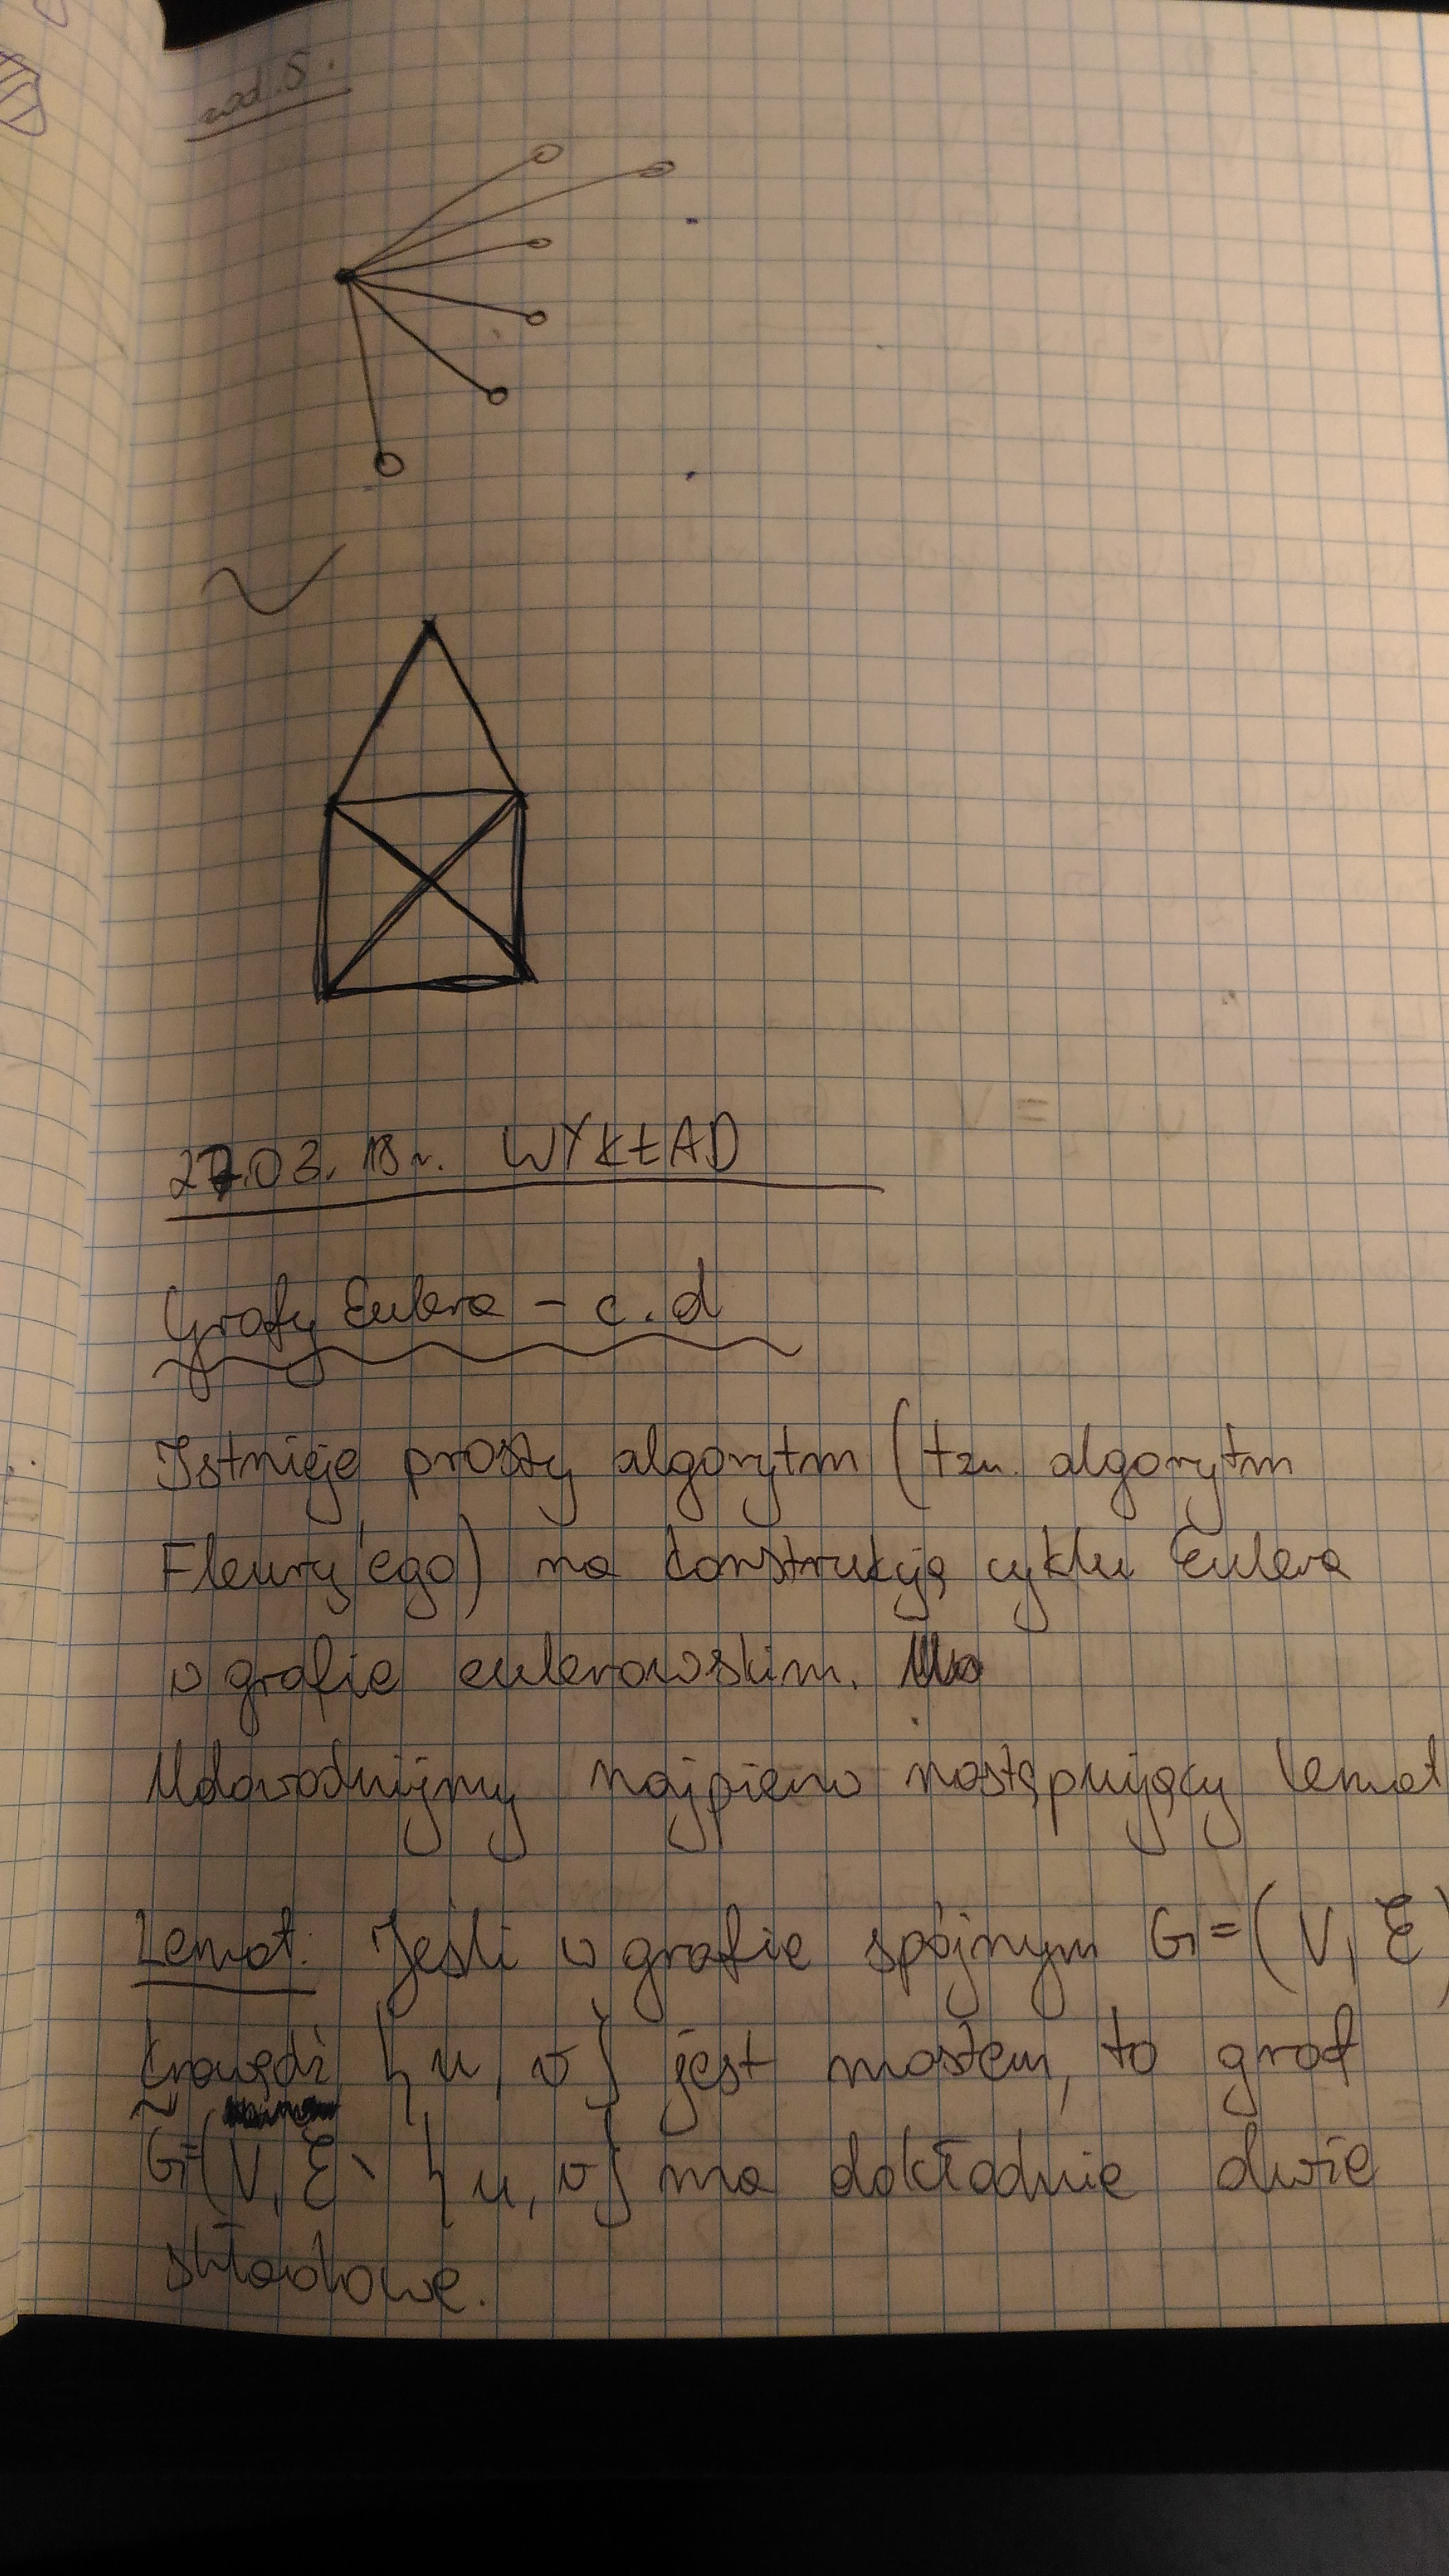 zad.5.
27.03.18r. WYKŁAD
Grafy Eulera - c.d
Istnieje prosty algorytm (tzw. algorytm
Fleury'ego) na konstrukcję cyklu Eulera
w grafie eulerowskim.
Udowodnijmy najpierw następujący lemat
Lemat: Jeśli w grafie spójnym G=(V, E)
krawędź {u, v} jest mostem, to graf
G̃=(V, E \ {u, v} ma dokładnie dwie
składowe.